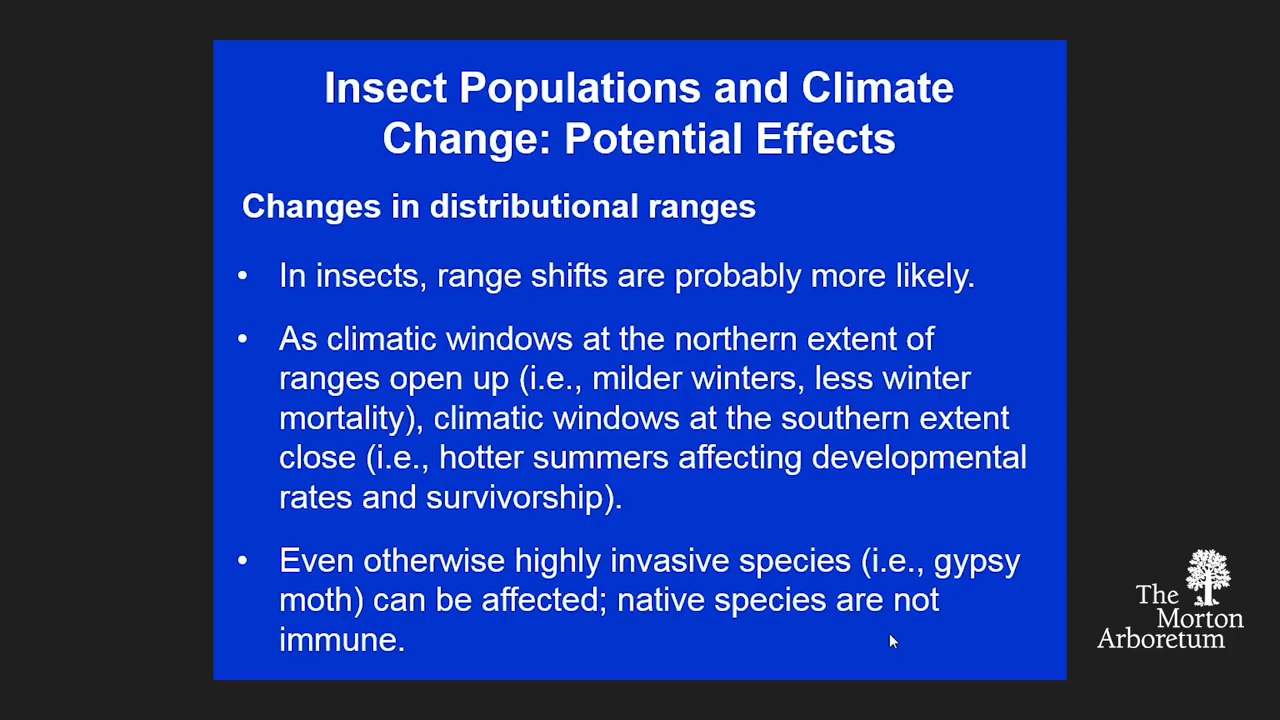 Insect Populations and Climate
Change: Potential Effects
Changes in distributional ranges
• In insects, range shifts are probably more likely.
• As climatic windows at the northern extent of
ranges open up (i.e., milder winters, less winter
mortality), climatic windows at the southern extent
close (i.e., hotter summers affecting developmental
rates and survivorship).
• Even otherwise highly invasive species (i.e., gypsy
moth) can be affected; native species are not
immune.
The
Morton
Arboretum